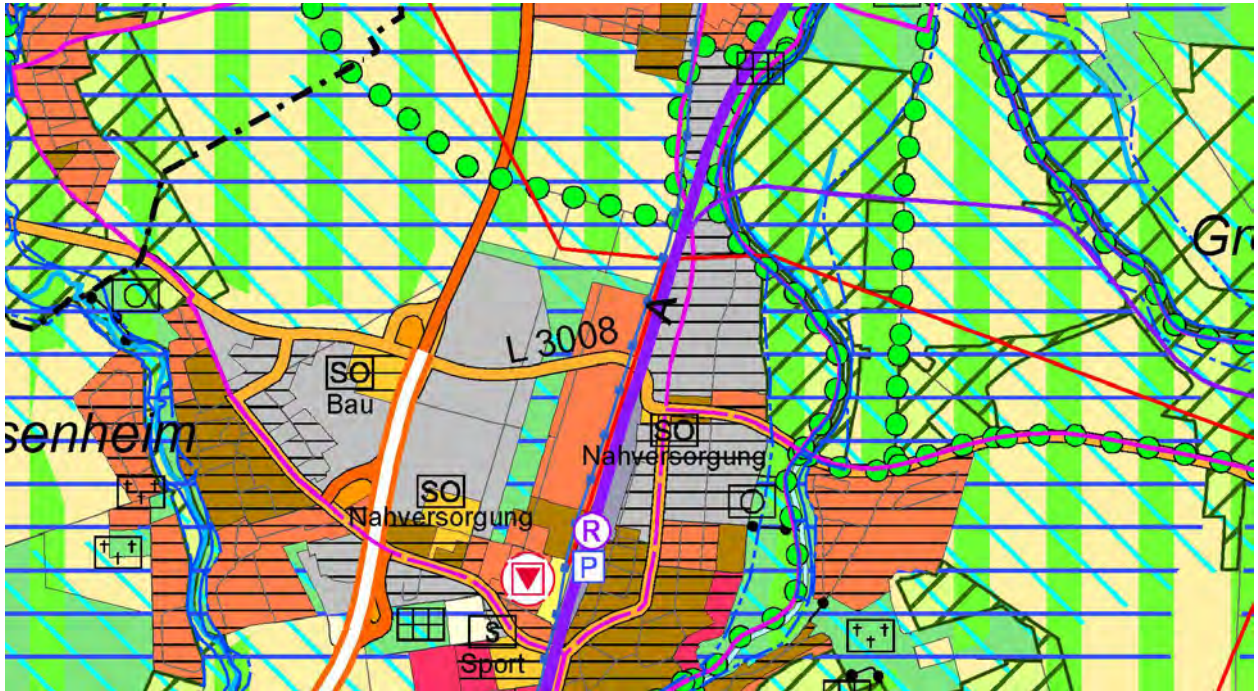 Gr
L 3008
A
SO
Bau
senheim
SO
Nahversorgung
SO
Nahversorgung
R
P
S
Sport